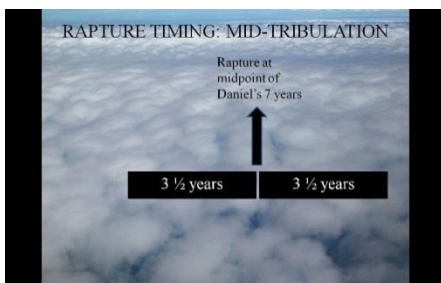 RAPTURE TIMING: MID-TRIBULATION
Rapture at
midpoint of
Daniel's 7 years
3 ½ years
3 ½ years